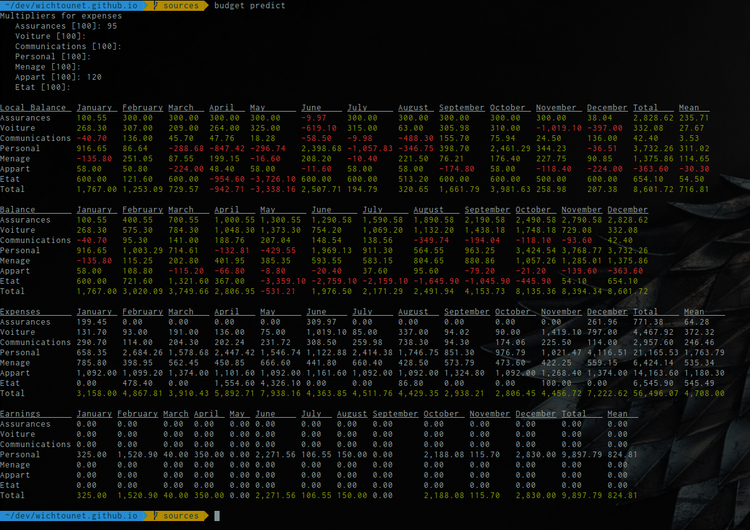 ~/dev/wichtounet.github.io sources budget predict
Multipliers for expenses
Assurances [100]: 95
Voiture [100]:
Communications [100]:
Personal [100]:
Menage [100]:
Appart [100]: 120
Etat [100]:
Local Balance January February March April May June July August September October November December Total Mean
Assurances 100.55 300.00 300.00 300.00 300.00 -9.97 300.00 300.00 300.00 300.00 300.00 38.04 2,828.62 235.71
Voiture 268.30 307.00 209.00 264.00 325.00 -619.10 315.00 63.00 305.98 310.00 -1,019.10 -397.00 332.08 27.67
Communications -40.70 136.00 45.70 47.76 18.28 -58.50 -9.98 -488.30 155.70 75.94 24.50 136.00 42.40 3.53
Personal 916.65 86.64 -288.68 -847.42 -296.74 2,398.68 -1,057.83 -346.75 398.70 2,461.29 344.23 -36.51 3,732.26 311.02
Menage -135.80 251.05 87.55 199.15 -16.60 208.20 -10.40 221.50 76.21 176.40 227.75 90.85 1,375.86 114.65
Appart 58.00 50.80 -224.00 48.40 58.00 -11.60 58.00 58.00 -174.80 58.00 -118.40 -224.00 -363.60 -30.30
Etat 600.00 121.60 600.00 -954.60 -3,726.10 600.00 600.00 513.20 600.00 600.00 500.00 600.00 654.10 54.50
Total 1,767.00 1,253.09 729.57 -942.71 -3,338.16 2,507.71 194.79 320.65 1,661.79 3,981.63 258.98 207.38 8,601.72 716.81
Balance January February March April May June July August September October November December
Assurances 100.55 400.55 700.55 1,000.55 1,300.55 1,290.58 1,590.58 1,890.58 2,190.58 2,490.58 2,790.58 2,828.62
Voiture 268.30 575.30 784.30 1,048.30 1,373.30 754.20 1,069.20 1,132.20 1,438.18 1,748.18 729.08 332.08
Communications -40.70 95.30 141.00 188.76 207.04 148.54 138.56 -349.74 -194.04 -118.10 -93.60 42.40
Personal 916.65 1,003.29 714.61 -132.81 -429.55 1,969.13 911.30 564.55 963.25 3,424.54 3,768.77 3,732.26
Menage -135.80 115.25 202.80 401.95 385.35 593.55 583.15 804.65 880.86 1,057.26 1,285.01 1,375.86
Appart 58.00 108.80 -115.20 -66.80 -8.80 -20.40 37.60 95.60 -79.20 -21.20 -139.60 -363.60
Etat 600.00 721.60 1,321.60 367.00 -3,359.10 -2,759.10 -2,159.10 -1,645.90 -1,045.90 -445.90 54.10 654.10
Total 1,767.00 3,020.09 3,749.66 2,806.95 -531.21 1,976.50 2,171.29 2,491.94 4,153.73 8,135.36 8,394.34 8,601.72
Expenses January February March April May June July August September October November December Total Mean
Assurances 199.45 0.00 0.00 0.00 0.00 309.97 0.00 0.00 0.00 0.00 0.00 261.96 771.38 64.28
Voiture 131.70 93.00 191.00 136.00 75.00 1,019.10 85.00 337.00 94.02 90.00 1,419.10 797.00 4,467.92 372.32
Communications 290.70 114.00 204.30 202.24 231.72 308.50 259.98 738.30 94.30 174.06 225.50 114.00 2,957.60 246.46
Personal 658.35 2,684.26 1,578.68 2,447.42 1,546.74 1,122.88 2,414.38 1,746.75 851.30 976.79 1,021.47 4,116.51 21,165.53 1,763.79
Menage 785.80 398.95 562.45 450.85 666.60 441.80 660.40 428.50 573.79 473.60 422.25 559.15 6,424.14 535.34
Appart 1,092.00 1,099.20 1,374.00 1,101.60 1,092.00 1,161.60 1,092.00 1,092.00 1,324.80 1,092.00 1,268.40 1,374.00 14,163.60 1,180.30
Etat 0.00 478.40 0.00 1,554.60 4,326.10 0.00 0.00 86.80 0.00 0.00 100.00 0.00 6,545.90 545.49
Total 3,158.00 4,867.81 3,910.43 5,892.71 7,938.16 4,363.85 4,511.76 4,429.35 2,938.21 2,806.45 4,456.72 7,222.62 56,496.07 4,708.00
Earnings January February March April May June July August September October November December Total Mean
Assurances 0.00 0.00 0.00 0.00 0.00 0.00 0.00 0.00 0.00 0.00 0.00 0.00 0.00 0.00
Voiture 0.00 0.00 0.00 0.00 0.00 0.00 0.00 0.00 0.00 0.00 0.00 0.00 0.00 0.00
Communications 0.00 0.00 0.00 0.00 0.00 0.00 0.00 0.00 0.00 0.00 0.00 0.00 0.00 0.00
Personal 325.00 1,520.90 40.00 350.00 0.00 2,271.56 106.55 150.00 0.00 2,188.08 115.70 2,830.00 9,897.79 824.81
Menage 0.00 0.00 0.00 0.00 0.00 0.00 0.00 0.00 0.00 0.00 0.00 0.00 0.00 0.00
Appart 0.00 0.00 0.00 0.00 0.00 0.00 0.00 0.00 0.00 0.00 0.00 0.00 0.00 0.00
Etat 0.00 0.00 0.00 0.00 0.00 0.00 0.00 0.00 0.00 0.00 0.00 0.00 0.00 0.00
Total 325.00 1,520.90 40.00 350.00 0.00 2,271.56 106.55 150.00 0.00 2,188.08 115.70 2,830.00 9,897.79 824.81
~/dev/wichtounet.github.io sources